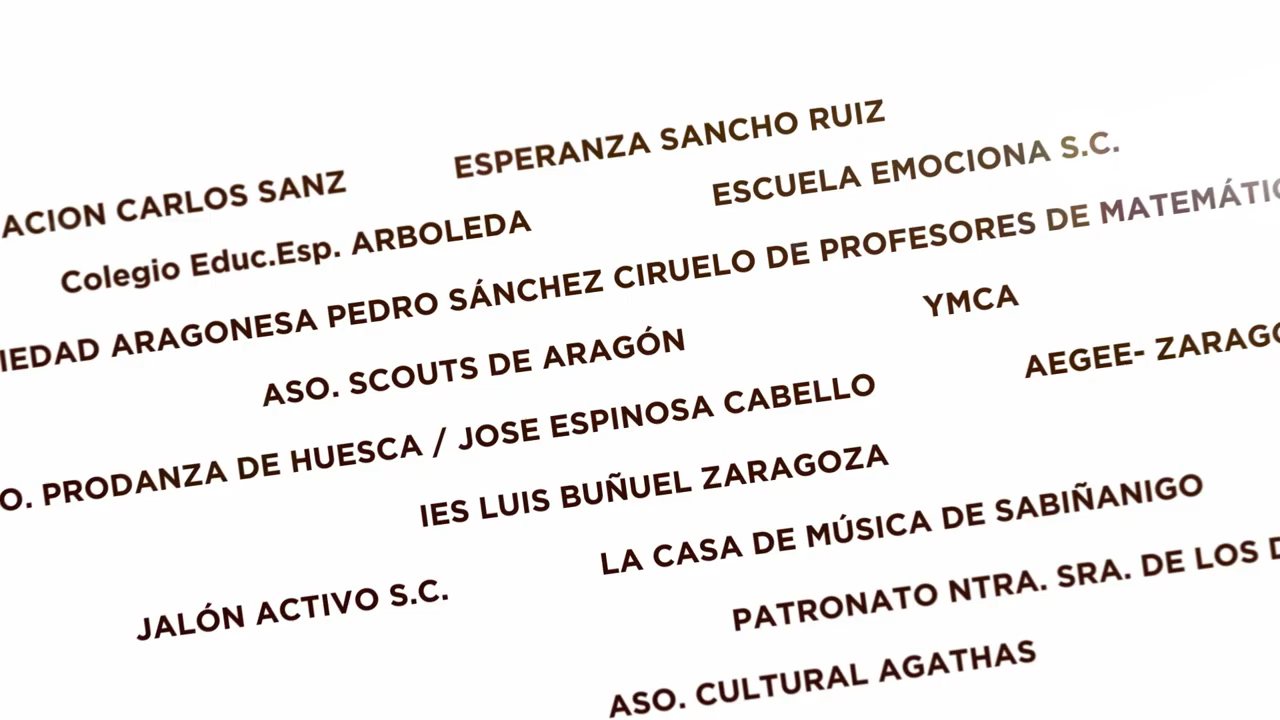 ESPERANZA SANCHO RUIZ
ACION CARLOS SANZ
ESCUELA EMOCIONA S.C.
Colegio Educ.Esp. ARBOLEDA
IEDAD ARAGONESA PEDRO SÁNCHEZ CIRUELO DE PROFESORES DE MATEMÁTIC
YMCA
ASO. SCOUTS DE ARAGÓN
AEGEE- ZARAGO
O. PRODANZA DE HUESCA / JOSE ESPINOSA CABELLO
IES LUIS BUÑUEL ZARAGOZA
LA CASA DE MÚSICA DE SABIÑANIGO
JALÓN ACTIVO S.C.
PATRONATO NTRA. SRA. DE LOS D
ASO. CULTURAL AGATHAS